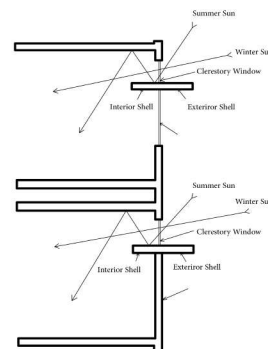 Summer Sun
Winter Su
Clerestory Window
Interior Shell
Exteriror Shell
Summer Sun
Winter Su
Clerestory Window
Interior Shell
Exterior Shell